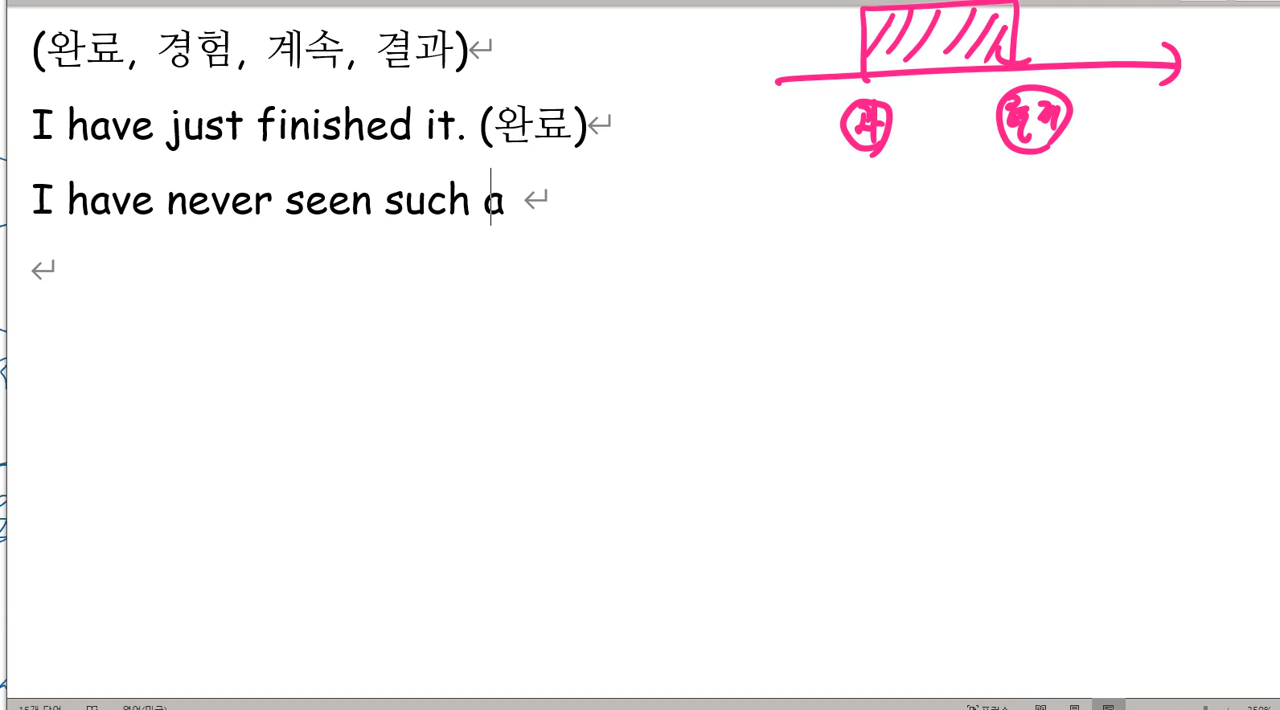 (완료, 경험, 계속, 결과)
I have just finished it. (완료)
I have never seen such a
현재